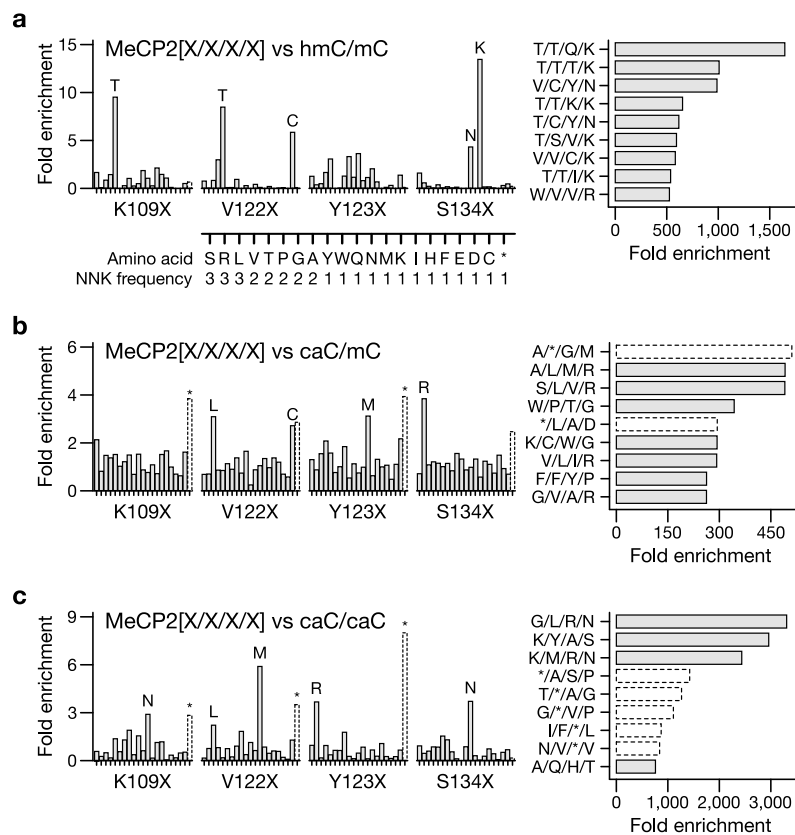 a
MeCP2[X/X/X/X] vs hmC/mC
Fold enrichment
15
10
5
0
T
R
C
N
K
K109X
V122X
Y123X
S134X
Amino acid S R L V T P G A Y W Q N M K I H F E D C *
NNK frequency 3 3 3 2 2 2 2 2 1 1 1 1 1 1 1 1 1 1 1 1 1
T/T/Q/K
T/T/T/K
V/C/Y/N
T/T/K/K
T/C/Y/N
T/S/V/K
V/V/C/K
T/T/I/K
W/V/V/R
0 500 1,000 1,500
Fold enrichment
b
MeCP2[X/X/X/X] vs caC/mC
Fold enrichment
6
4
2
0
*
L
C
M
*
R
K109X
V122X
Y123X
S134X
A/*/G/M
A/L/M/R
S/L/V/R
W/P/T/G
*/L/A/D
K/C/W/G
V/L/I/R
F/F/Y/P
G/V/A/R
0 150 300 450
Fold enrichment
c
MeCP2[X/X/X/X] vs caC/caC
Fold enrichment
9
6
3
0
N
*
L
M
*
R
*
N
K109X
V122X
Y123X
S134X
G/L/R/N
K/Y/A/S
K/M/R/N
*/A/S/P
T/*/A/G
G/*/V/P
I/F/*/L
N/V/*/V
A/Q/H/T
0 1,000 2,000 3,000
Fold enrichment